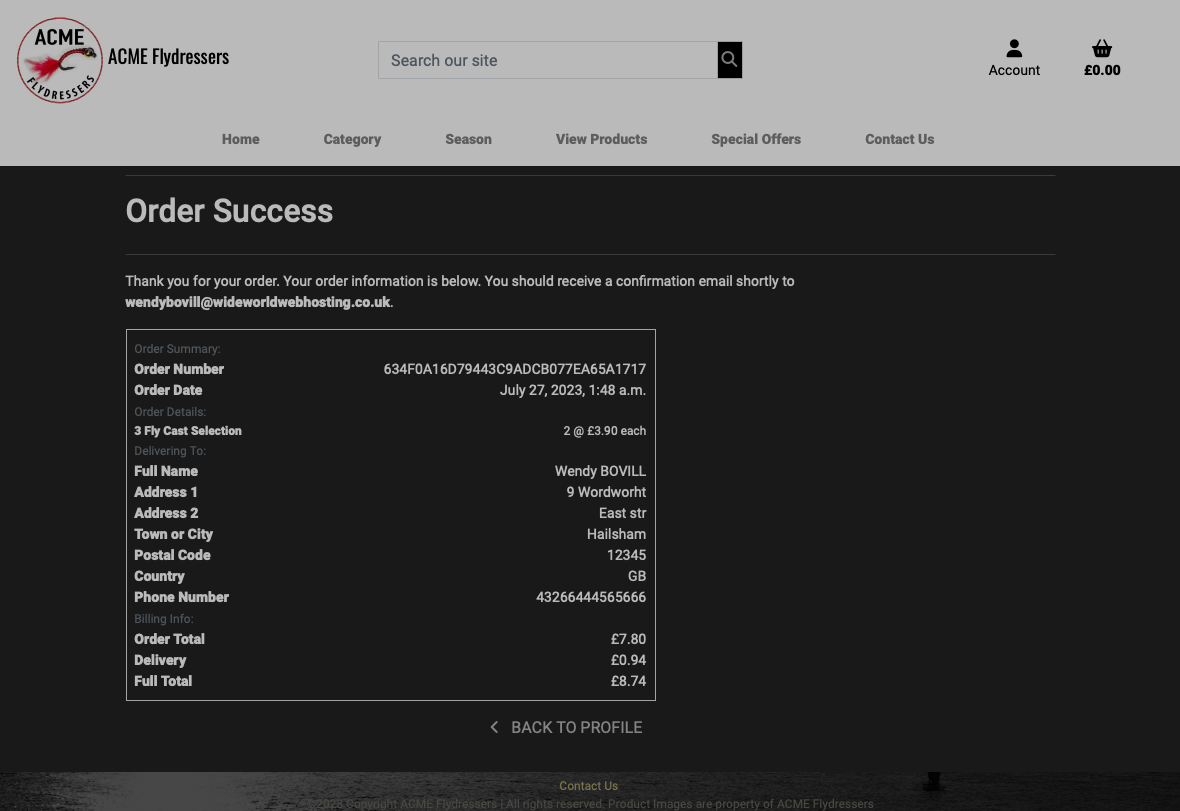 ACME
FLYDRESSERS
ACME Flydressers
Search our site
Account
£0.00
Home Category Season View Products Special Offers Contact Us
Order Success
Thank you for your order. Your order information is below. You should receive a confirmation email shortly to
wendybovill@wideworldwebhosting.co.uk.
Order Summary:
Order Number 634F0A16D79443C9ADCB077EA65A1717
Order Date July 27, 2023, 1:48 a.m.
Order Details:
3 Fly Cast Selection 2 @ £3.90 each
Delivering To:
Full Name Wendy BOVILL
Address 1 9 Wordworht
Address 2 East str
Town or City Hailsham
Postal Code 12345
Country GB
Phone Number 43266444565666
Billing Info:
Order Total £7.80
Delivery £0.94
Full Total £8.74
BACK TO PROFILE
Contact Us
©2023 Copyright ACME Flydressers | All rights reserved. Product Images are property of ACME Flydressers